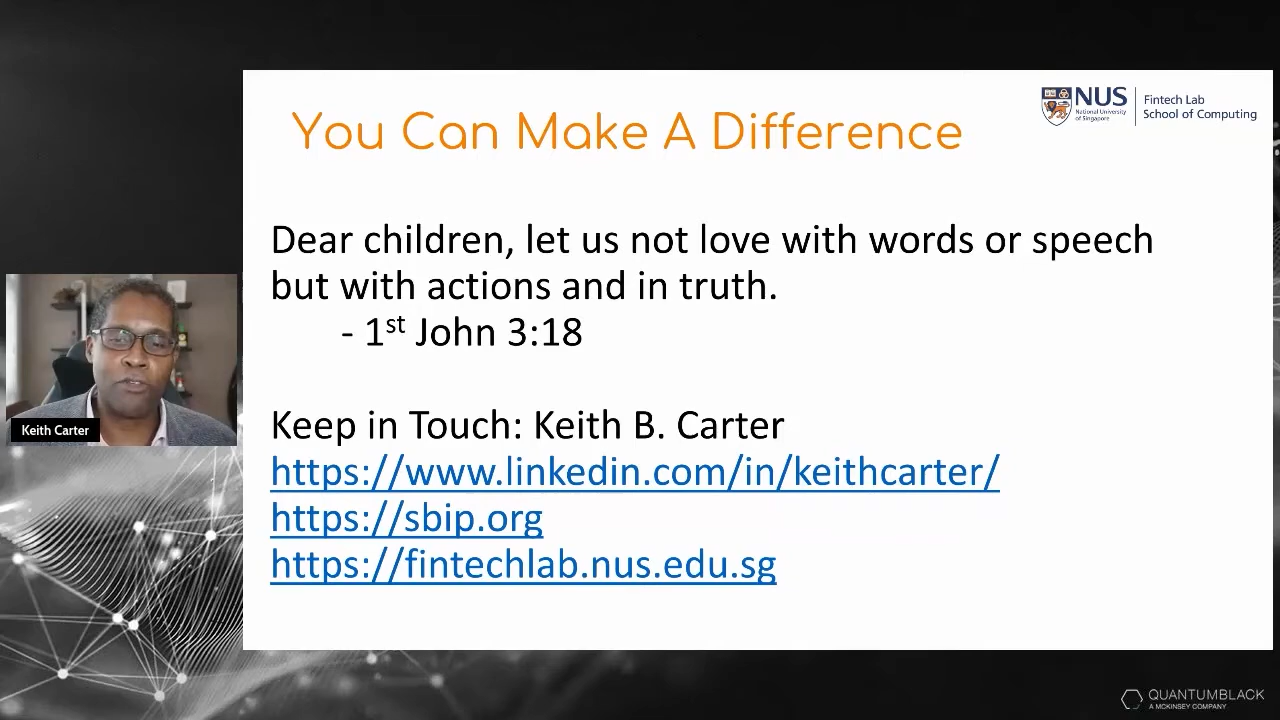 You Can Make A Difference
NUS
National University
of Singapore
Fintech Lab
School of Computing
Dear children, let us not love with words or speech
but with actions and in truth.
- 1st John 3:18
Keep in Touch: Keith B. Carter
https://www.linkedin.com/in/keithcarter/
https://sbip.org
https://fintechlab.nus.edu.sg
Keith Carter
QUANTUMBLACK
A MCKINSEY COMPANY